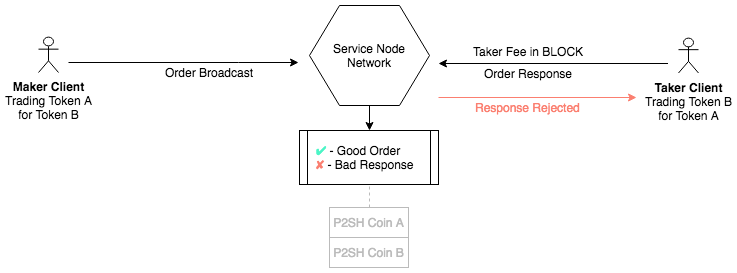 Maker Client
Trading Token A
for Token B
Order Broadcast
Service Node
Network
Taker Fee in BLOCK
Order Response
Response Rejected
Taker Client
Trading Token B
for Token A
✔ - Good Order
✘ - Bad Response
P2SH Coin A
P2SH Coin B